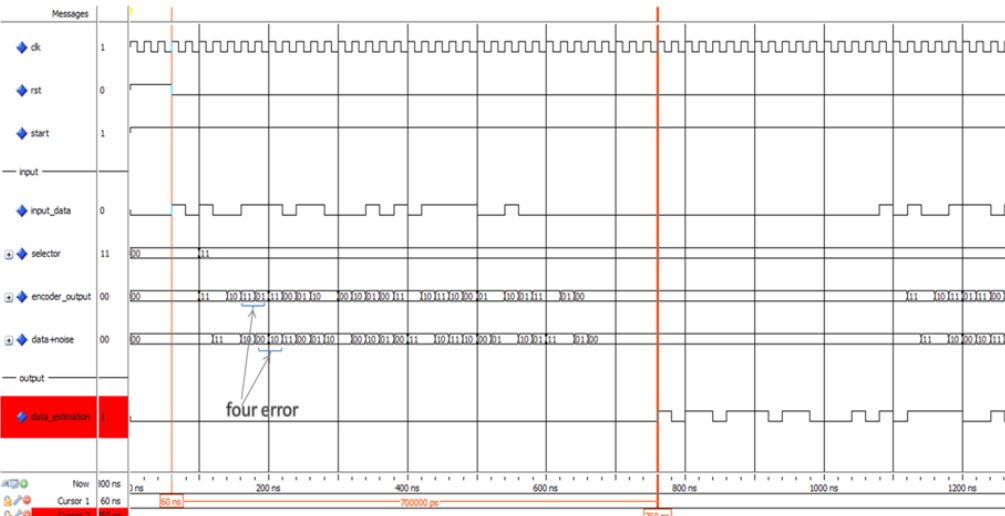 Messages
clk 1
rst 0
start 1
input
input_data 0
selector 11 00 11
encoder_output 00 00 11 10 11 01 11 00 01 10 00 10 01 00 11 10 11 10 00 01 10 01 11 01 00 11 10 11 01 11 00
data+noise 00 00 11 10 00 10 11 00 01 10 00 10 01 00 11 10 11 10 00 01 10 01 11 01 00 11 10 00 10 11
output
four error
data_estimation 1
Now 00 ns ns 200 ns 400 ns 600 ns 800 ns 1000 ns 1200 ns
Cursor 1 60 ns 60 ns 700000 ps